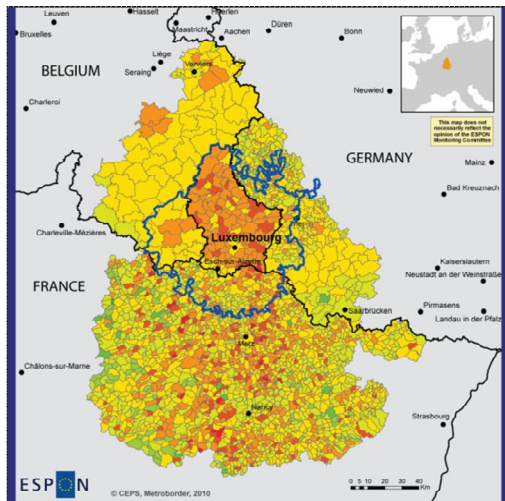 Hasselt
Heerlen
Leuven
Maastricht
Düren
Bruxelles
Aachen
Bonn
Liège
BELGIUM
Verviers
Seraing
Neuwied
Charleroi
This map does not
necessarily reflect the
opinion of the ESPON
Monitoring Committee
GERMANY
Mainz
Bad Kreuznach
Charleville-Mézières
Luxembourg
Esch-sur-Alzette
Kaiserslautern
Neustadt an der Weinstraße
FRANCE
Saarbrücken
Pirmasens
Landau in der Pfalz
Metz
Châlons-sur-Marne
Nancy
Strasbourg
ESPON
© CEPS, Metroborder, 2010
0 5 10 20 30 40
Km